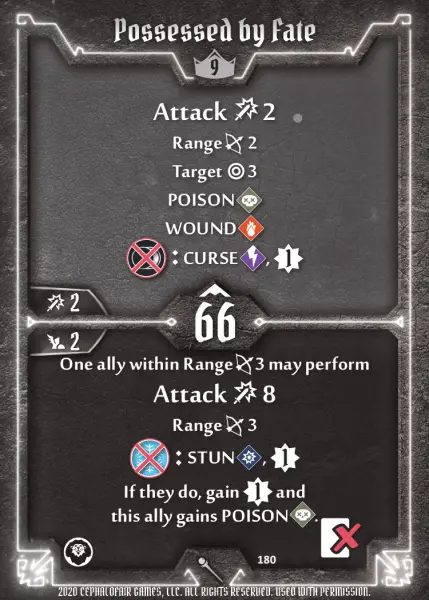 Possessed by Fate
9
Attack 2
Range 2
Target 3
POISON
WOUND
: CURSE , 1
2
66
2
One ally within Range 3 may perform
Attack 8
Range 3
: STUN , 1
If they do, gain 1 and
this ally gains POISON .
180
2020 CEPHALOFAIR GAMES, LLC. ALL RIGHTS RESERVED. USED WITH PERMISSION.